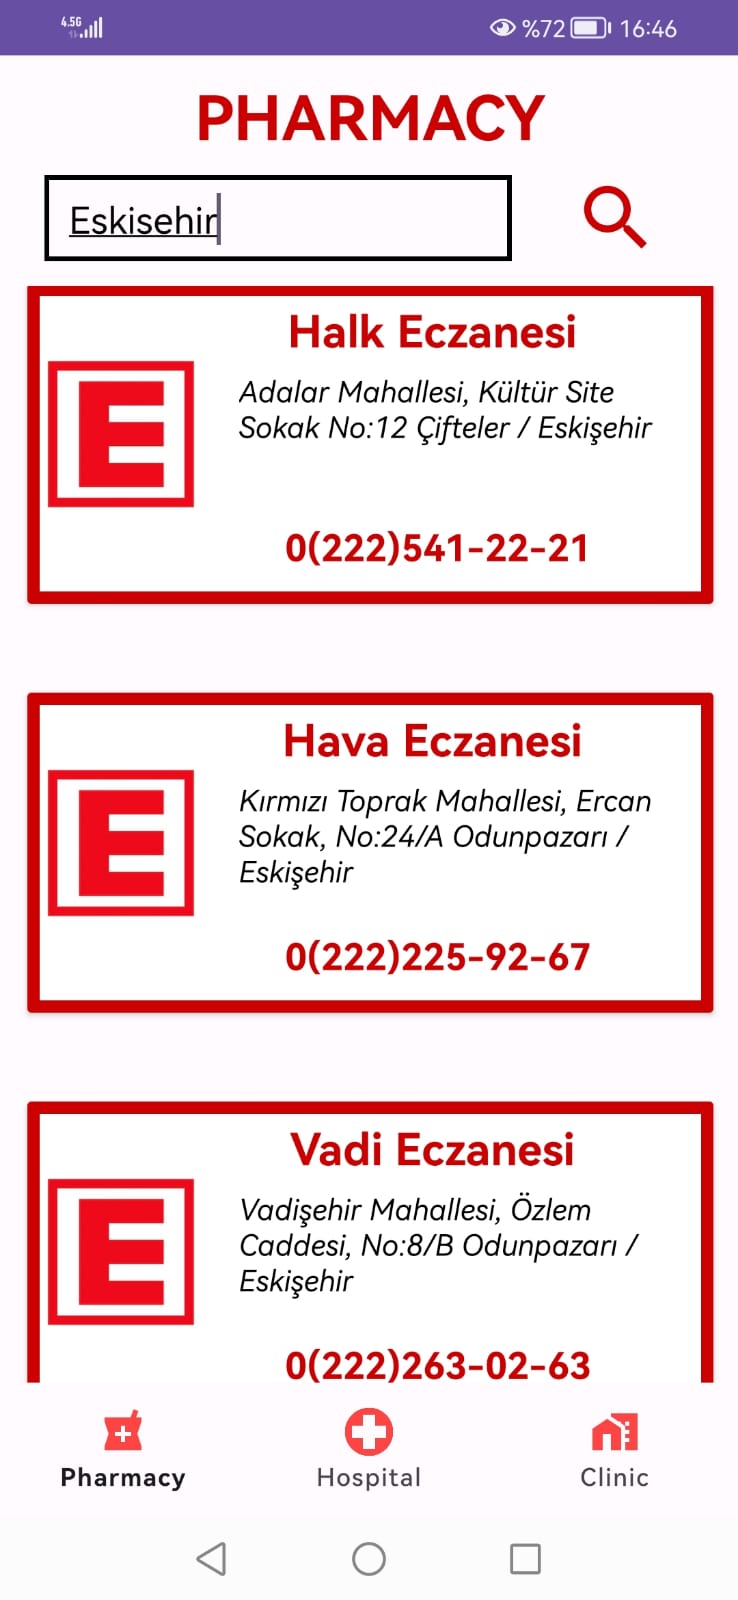 4.5G
%72 16:46
PHARMACY
Eskisehir
Halk Eczanesi
Adalar Mahallesi, Kültür Site
Sokak No:12 Çifteler / Eskişehir
E
0(222)541-22-21
Hava Eczanesi
Kırmızı Toprak Mahallesi, Ercan
Sokak, No:24/A Odunpazarı /
Eskişehir
E
0(222)225-92-67
Vadi Eczanesi
Vadişehir Mahallesi, Özlem
Caddesi, No:8/B Odunpazarı /
Eskişehir
E
0(222)263-02-63
Pharmacy Hospital Clinic